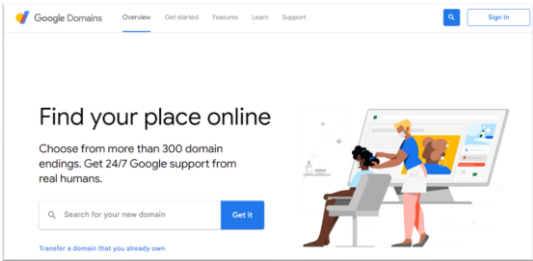 Google Domains Overview Get started Features Learn Support Sign In
Find your place online
Choose from more than 300 domain
endings. Get 24/7 Google support from
real humans.
Search for your new domain Get it
Transfer a domain that you already own